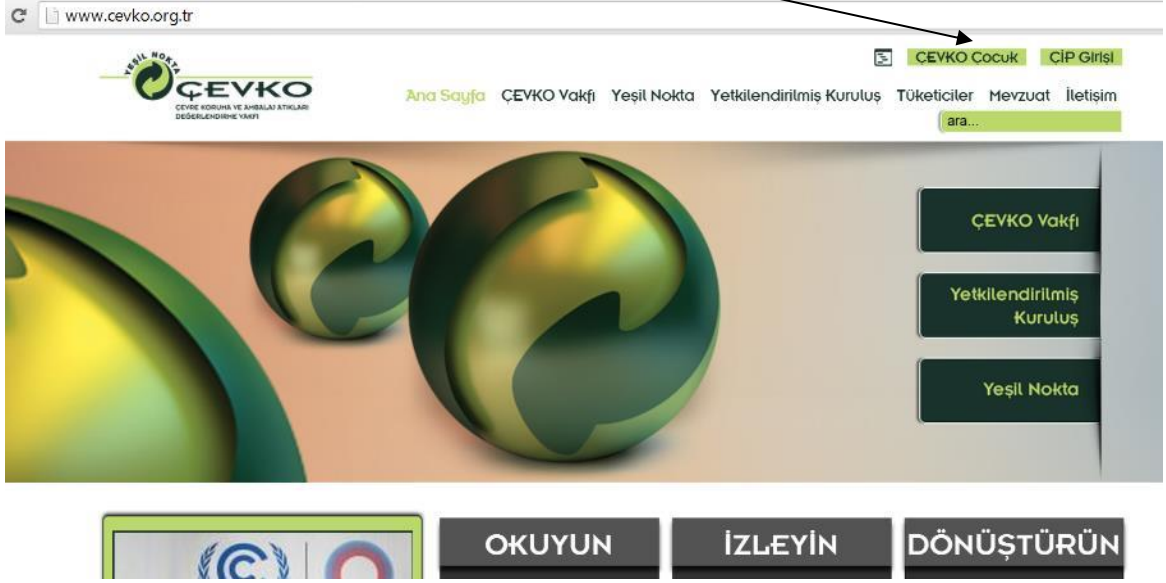 www.cevko.org.tr
YEŞİL NOKTA
ÇEVKO
ÇEVRE KORUMA VE AMBALAJ ATIKLARI
DEĞERLENDİRME VAKFI
ÇEVKO Çocuk ÇİP Girişi
Ana Sayfa ÇEVKO Vakfı Yeşil Nokta Yetkilendirilmiş Kuruluş Tüketiciler Mevzuat İletişim
ara...
ÇEVKO Vakfı
Yetkilendirilmiş
Kuruluş
Yeşil Nokta
OKUYUN İZLEYİN DÖNÜŞTÜRÜN